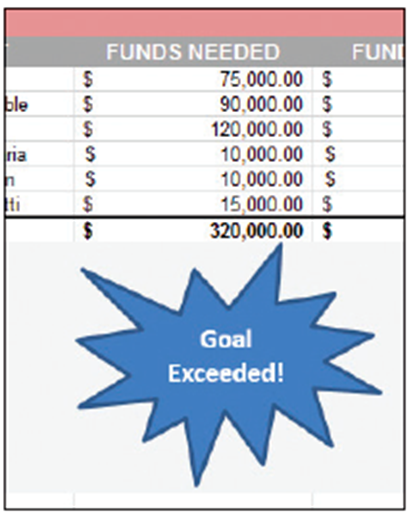 FUNDS NEEDED FUN
$ 75,000.00 $
ble $ 90,000.00 $
$ 120,000.00 $
ria $ 10,000.00 $
n $ 10,000.00 $
tti $ 15,000.00 $
$ 320,000.00 $
Goal
Exceeded!